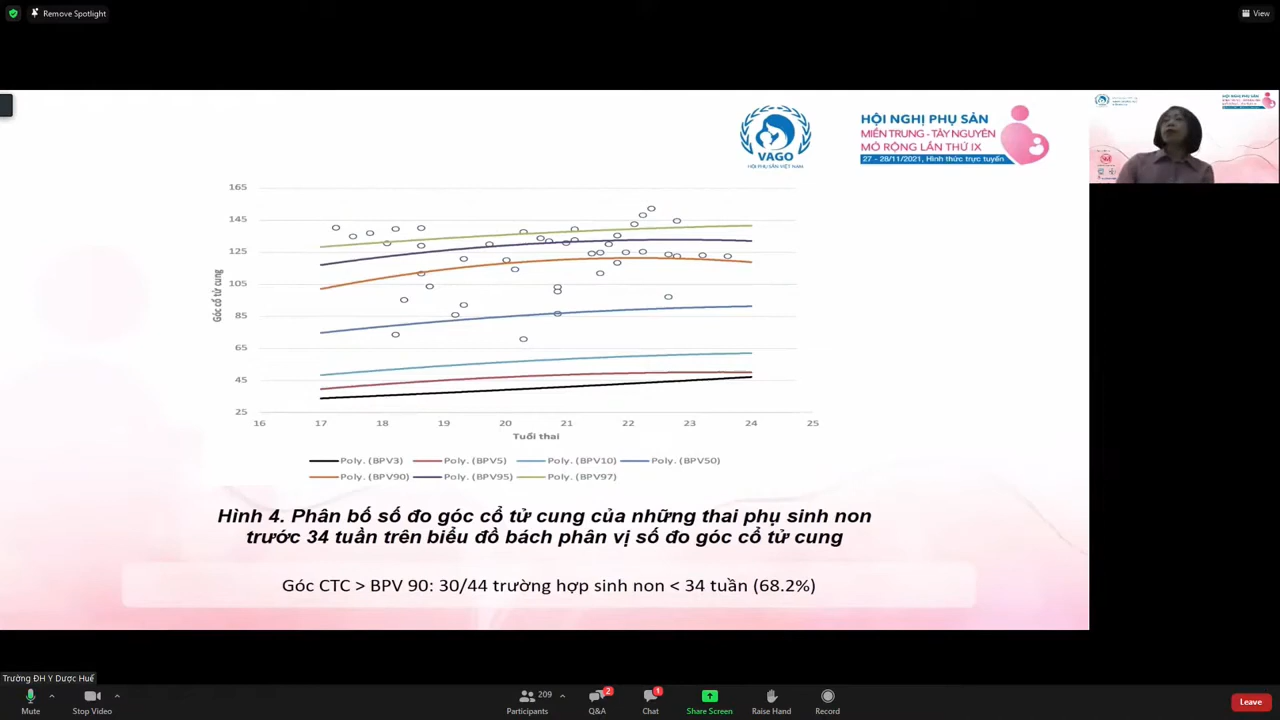 Remove Spotlight
View
VAGO
HỘI PHỤ SẢN VIỆT NAM
HỘI NGHỊ PHỤ SẢN
MIỀN TRUNG - TÂY NGUYÊN
MỞ RỘNG LẦN THỨ IX
27 - 28/11/2021, Hình thức trực tuyến
165
145
125
105
85
65
45
25
Góc cổ tử cung
16 17 18 19 20 21 22 23 24 25
Tuổi thai
Poly. (BPV3) Poly. (BPV5) Poly. (BPV10) Poly. (BPV50)
Poly. (BPV90) Poly. (BPV95) Poly. (BPV97)
Hình 4. Phân bố số đo góc cổ tử cung của những thai phụ sinh non
trước 34 tuần trên biểu đồ bách phân vị số đo góc cổ tử cung
Góc CTC > BPV 90: 30/44 trường hợp sinh non < 34 tuần (68.2%)
Trường ĐH Y Dược Huế
209 2 1
Mute Stop Video Participants Q&A Chat Share Screen Raise Hand Record Leave